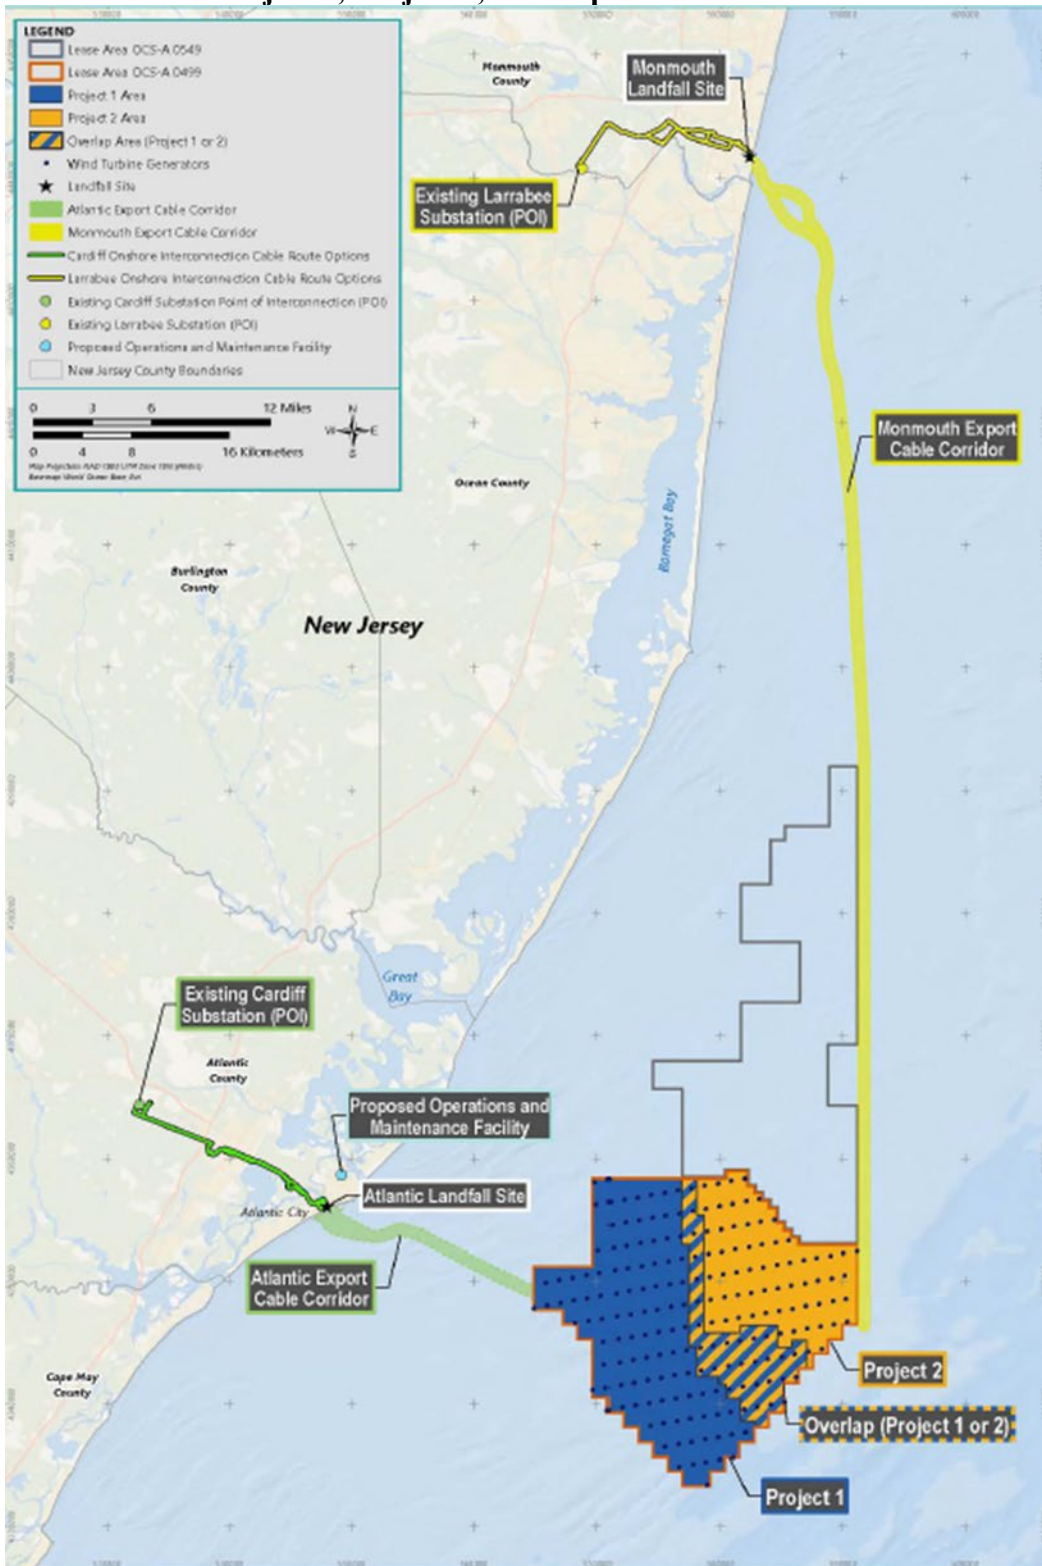 LEGEND
Lease Area OCS-A 0549
Lease Area OCS-A 0499
Project 1 Area
Project 2 Area
Overlap Area (Project 1 or 2)
Wind Turbine Generators
Landfall Site
Atlantic Export Cable Corridor
Monmouth Export Cable Corridor
Cardiff Onshore Interconnection Cable Route Options
Larrabee Onshore Interconnection Cable Route Options
Existing Cardiff Substation Point of Interconnection (POI)
Existing Larrabee Substation (POI)
Proposed Operations and Maintenance Facility
New Jersey County Boundaries
0 3 6 12 Miles
0 4 8 16 Kilometers
N
W E
S
Monmouth
County
Monmouth
Landfall Site
Existing Larrabee
Substation (POI)
Monmouth Export
Cable Corridor
Ocean County
Barnegat Bay
Burlington
County
New Jersey
Great
Bay
Existing Cardiff
Substation (POI)
Atlantic
County
Proposed Operations and
Maintenance Facility
Atlantic Landfall Site
Atlantic City
Atlantic Export
Cable Corridor
Cape May
County
Project 2
Overlap (Project 1 or 2)
Project 1